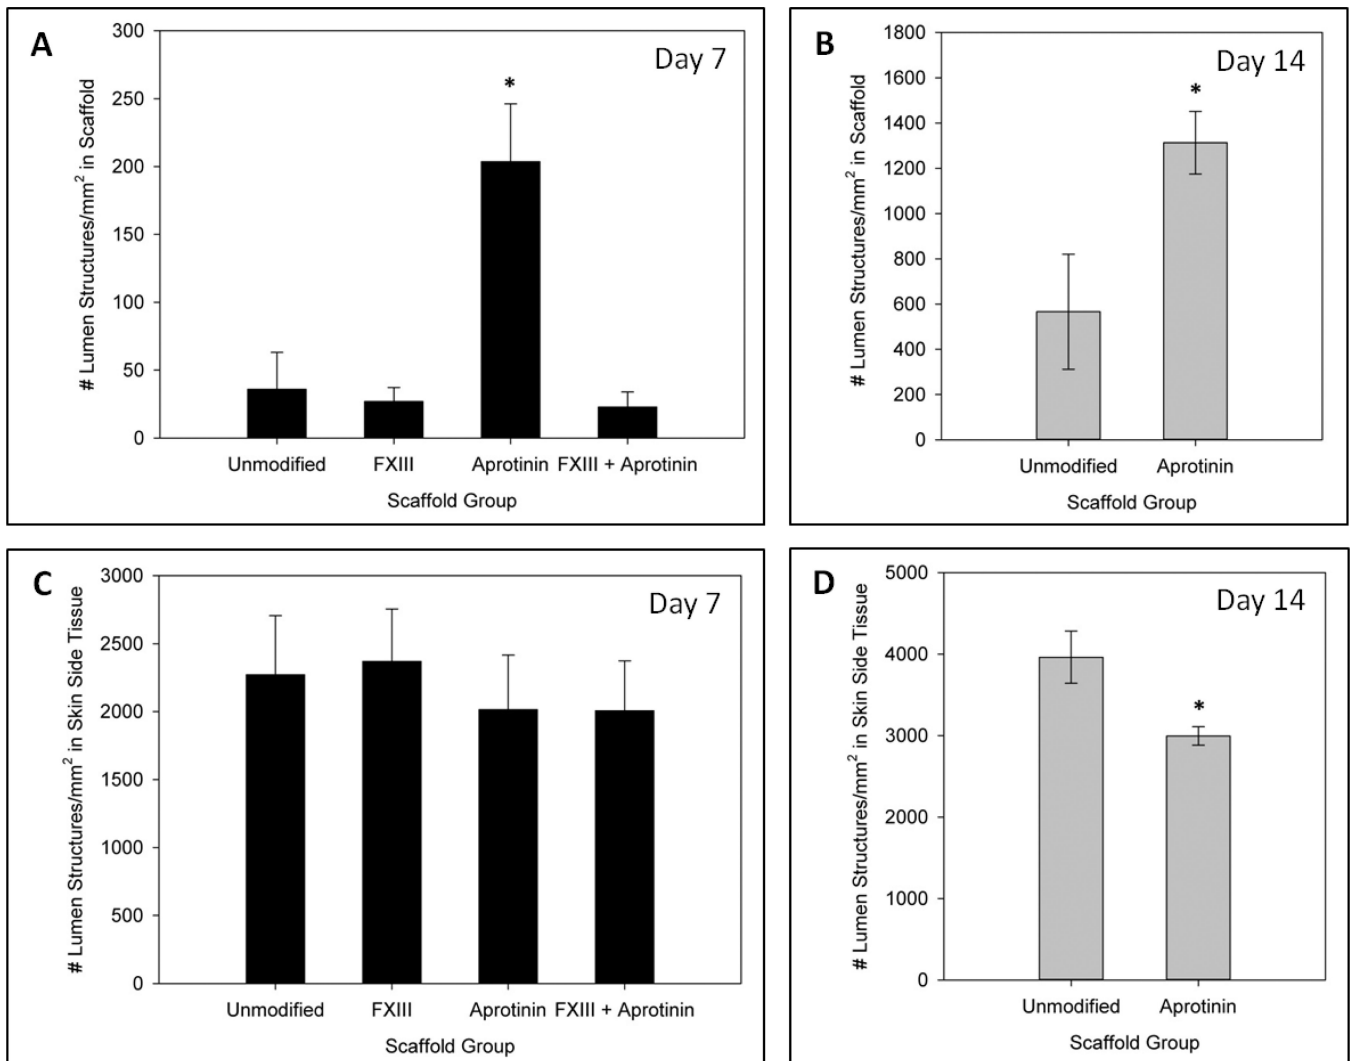 A
Day 7
# Lumen Structures/mm² in Scaffold
300
250
200
150
100
50
0
*
Unmodified FXIII Aprotinin FXIII + Aprotinin
Scaffold Group
B
Day 14
# Lumen Structures/mm² in Scaffold
1800
1600
1400
1200
1000
800
600
400
200
0
*
Unmodified Aprotinin
Scaffold Group
C
Day 7
# Lumen Structures/mm² in Skin Side Tissue
3000
2500
2000
1500
1000
500
0
Unmodified FXIII Aprotinin FXIII + Aprotinin
Scaffold Group
D
Day 14
# Lumen Structures/mm² in Skin Side Tissue
5000
4000
3000
2000
1000
0
*
Unmodified Aprotinin
Scaffold Group